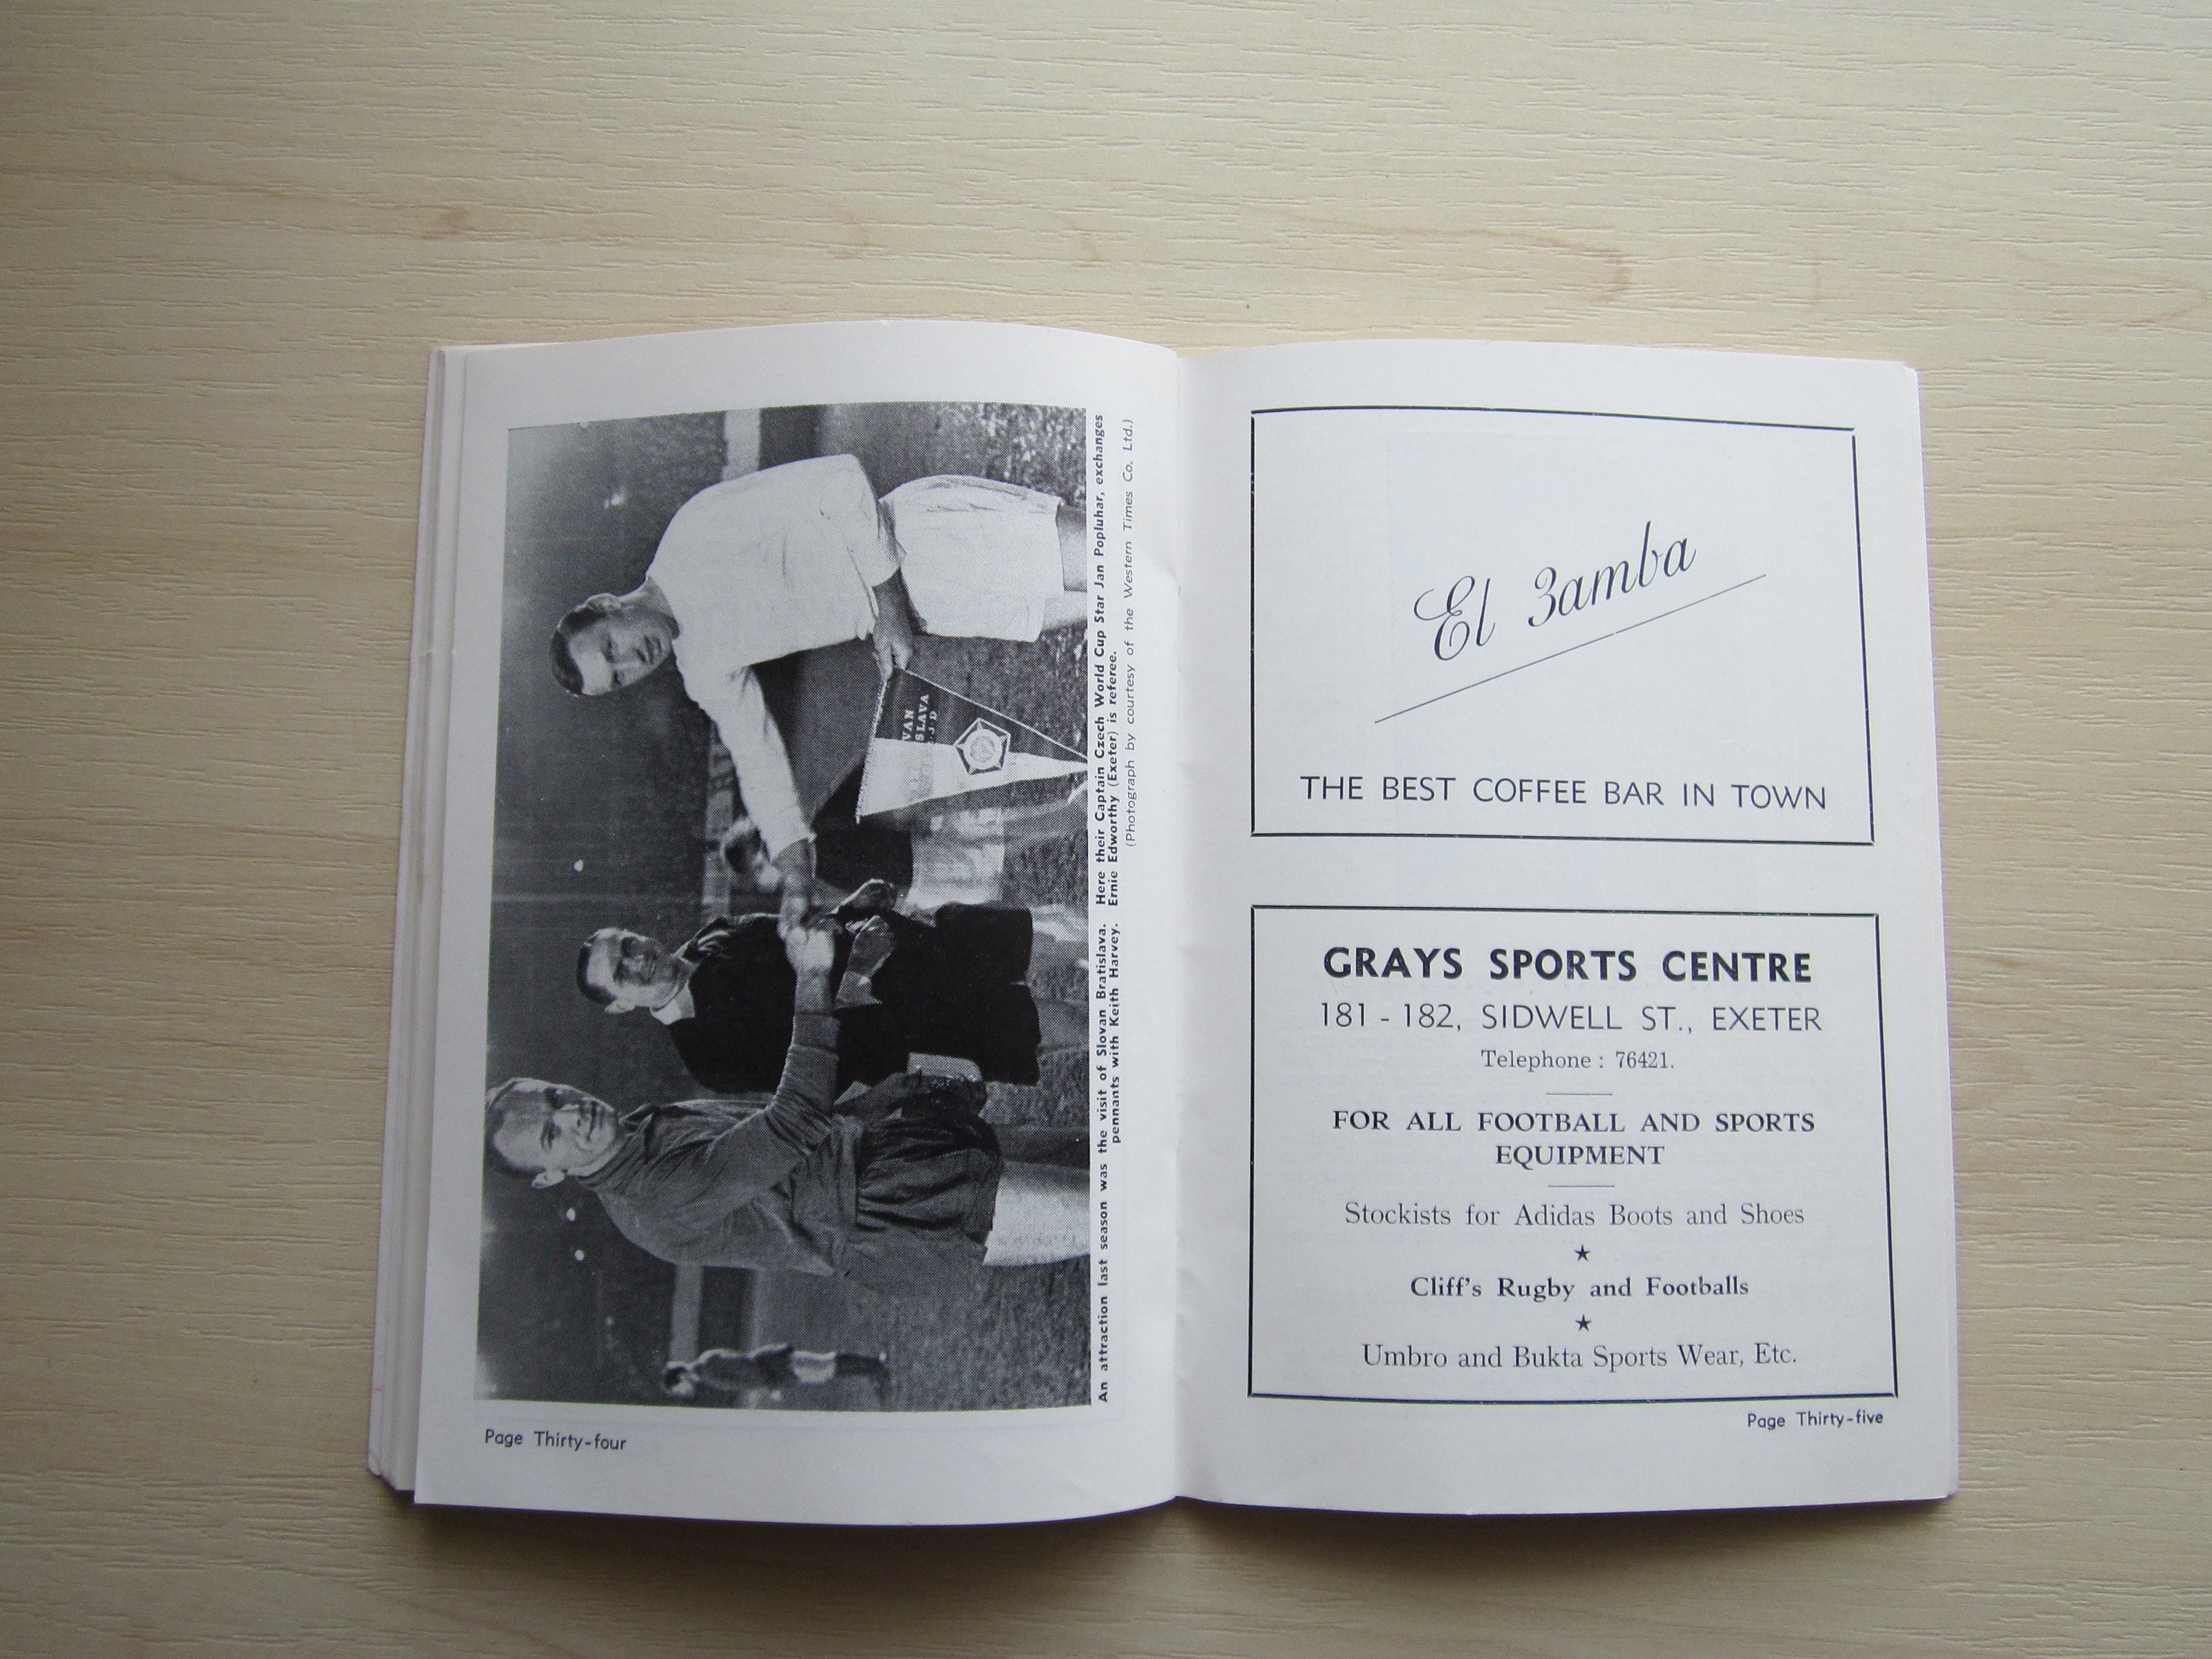 VAN
SLAVA
An attraction last season was the visit of Slovan Bratislava. Here their Captain Czech World Cup Star Jan Popluhar, exchanges
pennants with Keith Harvey. Ernie Edworthy (Exeter) is referee.
(Photograph by courtesy of the Western Times Co. Ltd.)
Page Thirty-four
El Zamba
THE BEST COFFEE BAR IN TOWN
GRAYS SPORTS CENTRE
181 - 182, SIDWELL ST., EXETER
Telephone : 76421.
FOR ALL FOOTBALL AND SPORTS
EQUIPMENT
Stockists for Adidas Boots and Shoes
★
Cliff's Rugby and Footballs
★
Umbro and Bukta Sports Wear, Etc.
Page Thirty-five